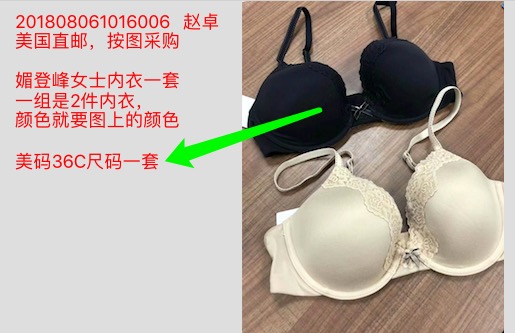 201808061016006 赵卓
美国直邮，按图采购
媚登峰女士内衣一套
一组是2件内衣，
颜色就要图上的颜色
美码36C尺码一套